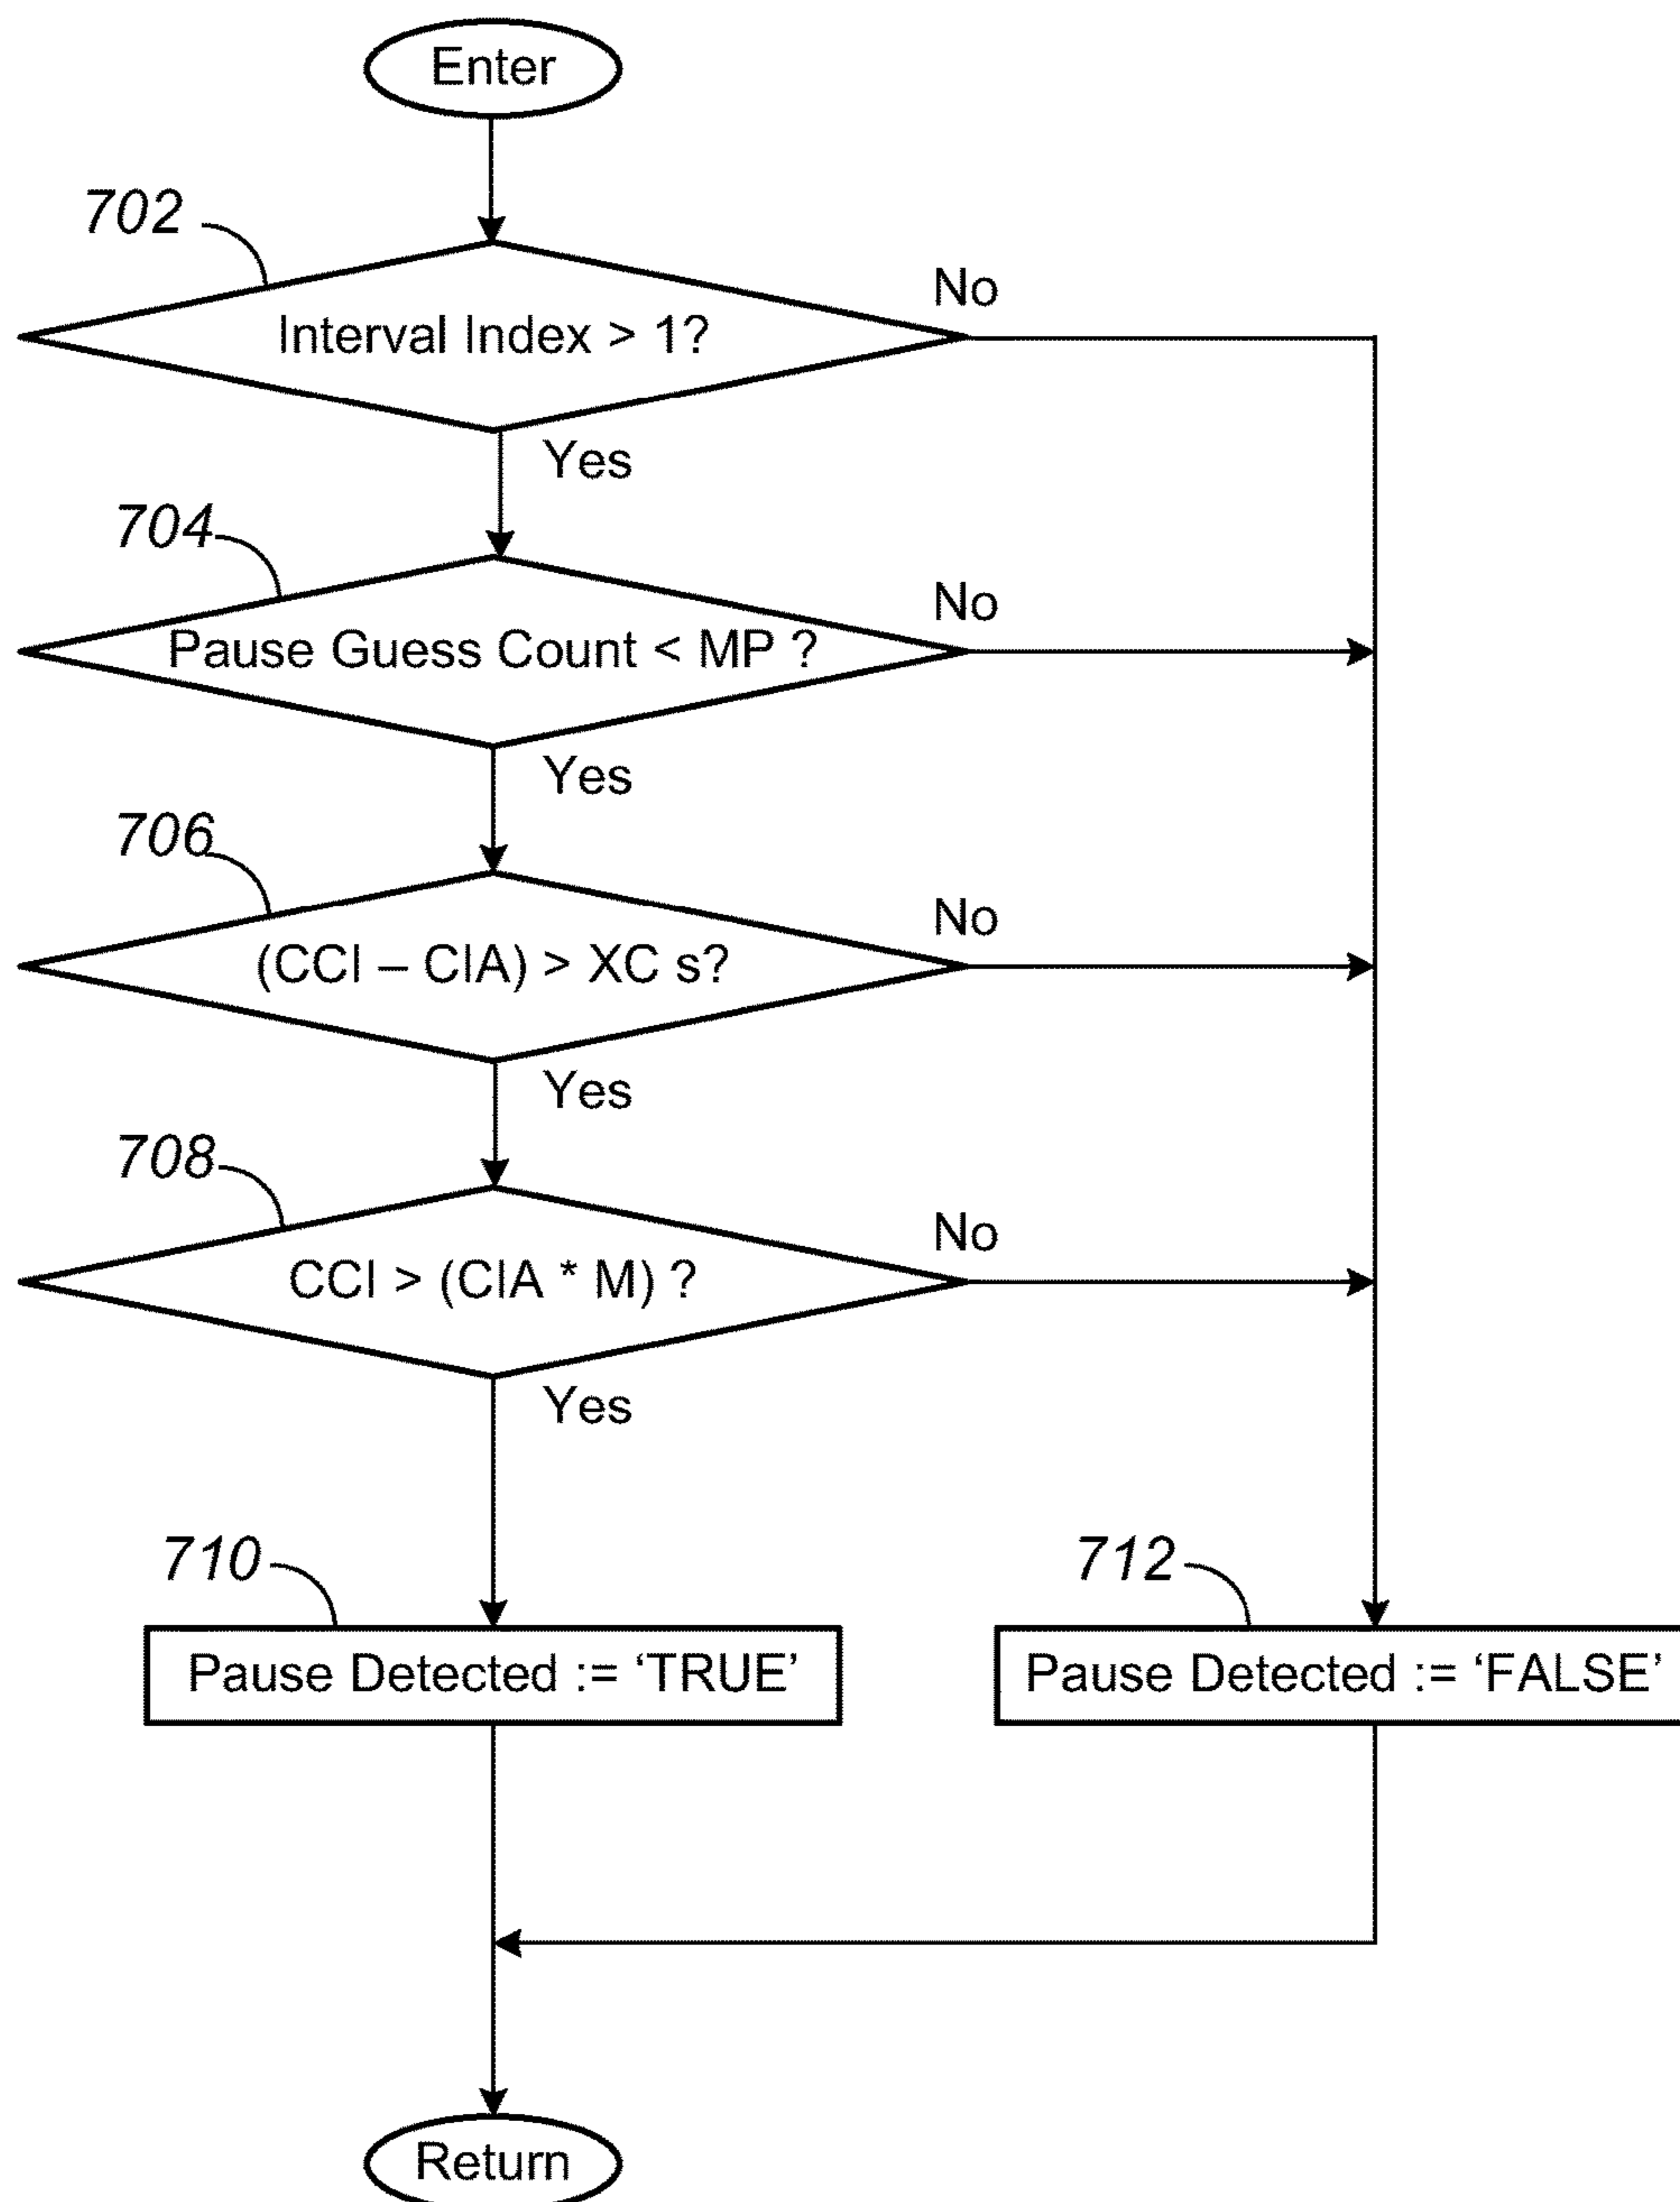 Enter
702
Interval Index > 1?
No
Yes
704
Pause Guess Count < MP ?
No
Yes
706
(CCI – CIA) > XC s?
No
Yes
708
CCI > (CIA * M) ?
No
Yes
710
Pause Detected := ‘TRUE’
712
Pause Detected := ‘FALSE’
Return